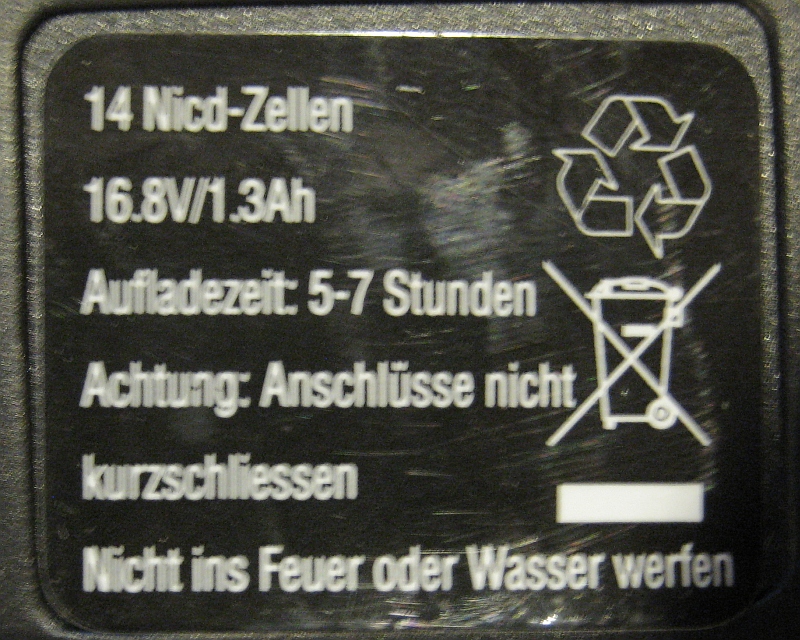 14 Nicd-Zellen
16.8V/1.3Ah
Aufladezeit: 5-7 Stunden
Achtung: Anschlüsse nicht
kurzschliessen
Nicht ins Feuer oder Wasser werfen